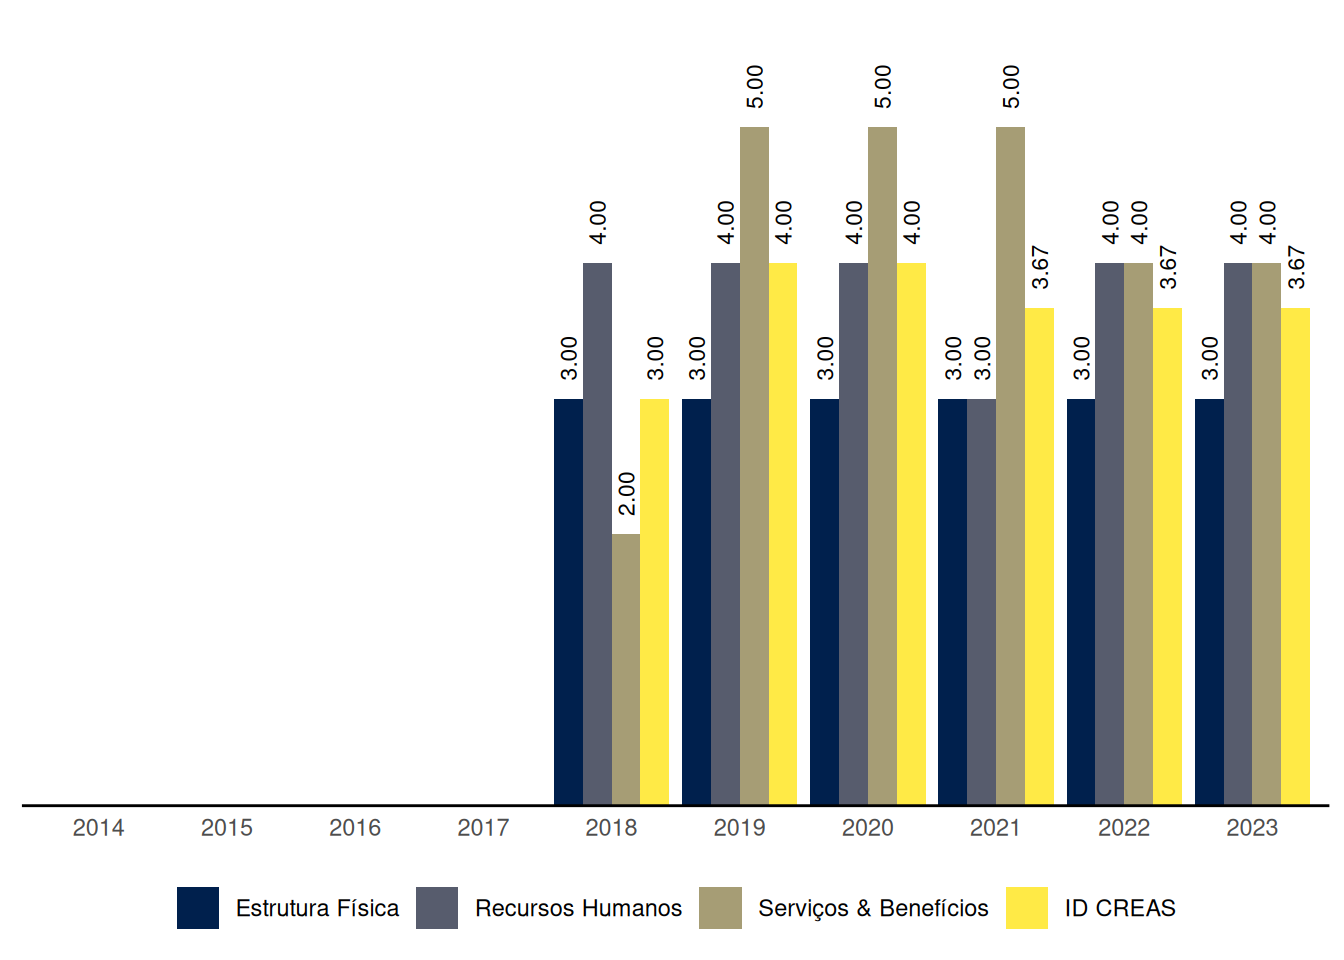 5.00 5.00 5.00
4.00 4.00 4.00 4.00 4.00 4.00 4.00 4.00 4.00 4.00
3.67 3.67 3.67
3.00 3.00 3.00 3.00 3.00 3.00 3.00 3.00
2.00
2014 2015 2016 2017 2018 2019 2020 2021 2022 2023
Estrutura Física Recursos Humanos Serviços & Benefícios ID CREAS